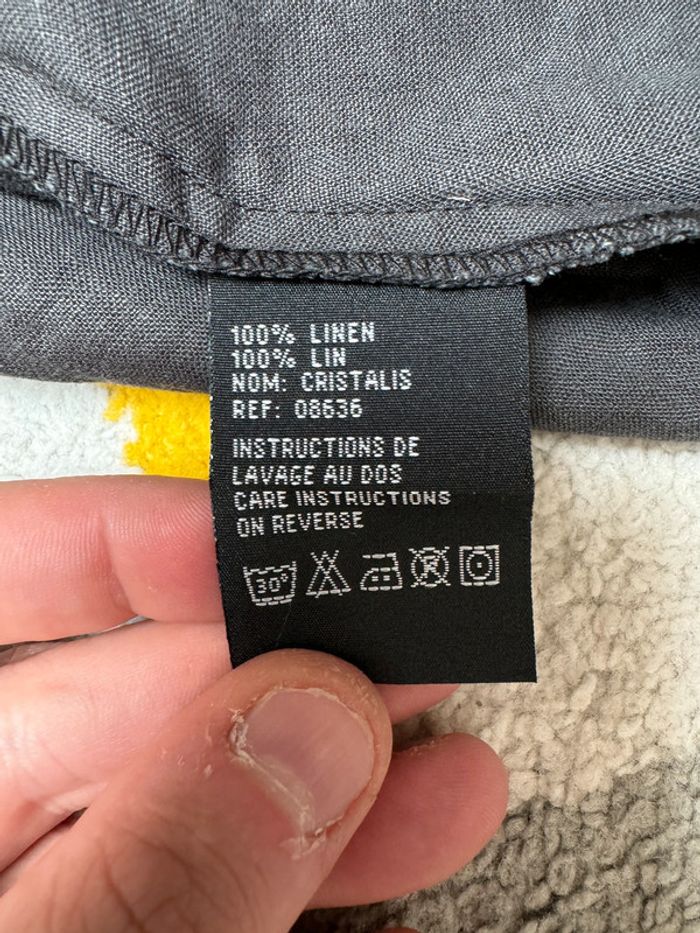 100% LINEN
100% LIN
NOM: CRISTALIS
REF: 08636
INSTRUCTIONS DE
LAVAGE AU DOS
CARE INSTRUCTIONS
ON REVERSE
30°